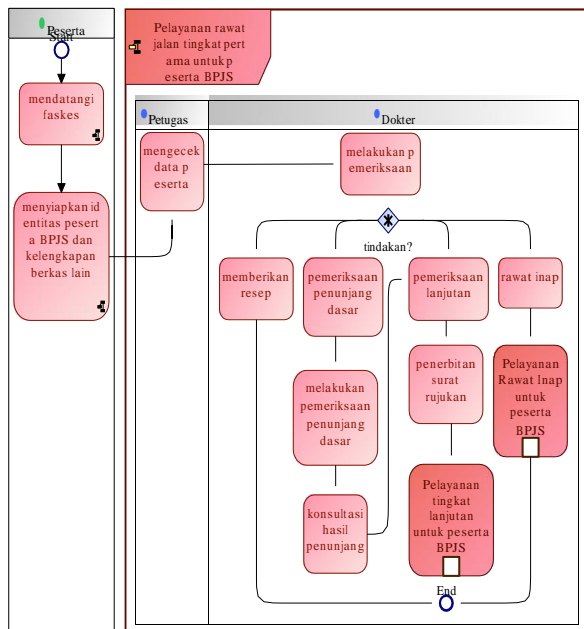 Peserta
Start
mendatangi
faskes
menyiapkan id
entitas pesert
a BPJS dan
kelengkapan
berkas lain
Pelayanan rawat
jalan tingkat pert
ama untuk p
eserta BPJS
Petugas
Dokter
mengecek
data p
eserta
melakukan p
emeriksaan
tindakan?
memberikan
resep
pemeriksaan
penunjang
dasar
pemeriksaan
lanjutan
rawat inap
melakukan
pemeriksaan
penunjang
dasar
penerbitan
surat
rujukan
Pelayanan
Rawat Inap
untuk
peserta
BPJS
konsultasi
hasil
penunjang
Pelayanan
tingkat
lanjutan
untuk peserta
BPJS
End